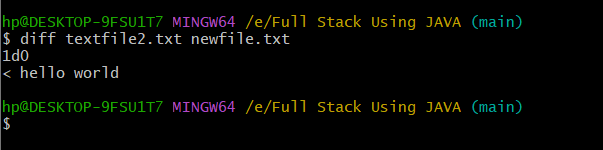 hp@DESKTOP-9FSU1T7 MINGW64 /e/Full Stack Using JAVA (main)
$ diff textfile2.txt newfile.txt
1d0
< hello world
hp@DESKTOP-9FSU1T7 MINGW64 /e/Full Stack Using JAVA (main)
$